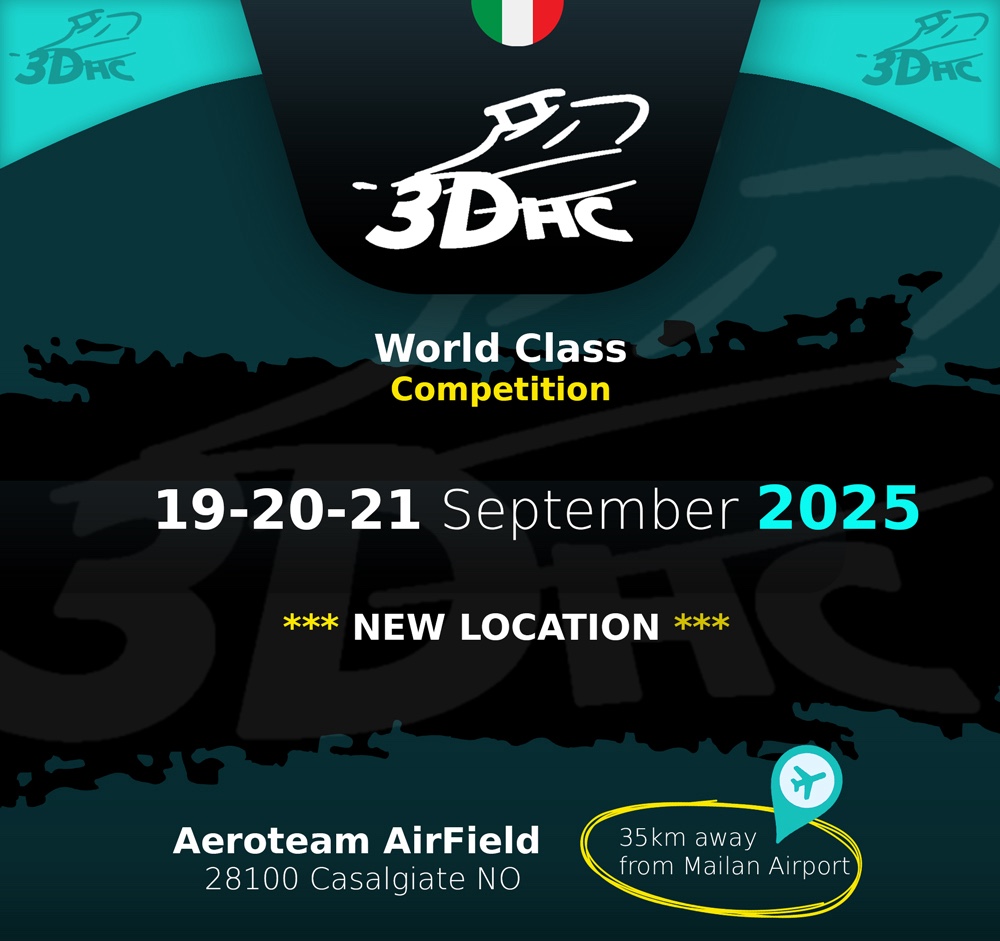 3DHC 3DHC
3DHC
World Class
Competition
19-20-21 September 2025
*** NEW LOCATION ***
Aeroteam AirField
28100 Casalgiate NO
35km away
from Mailan Airport